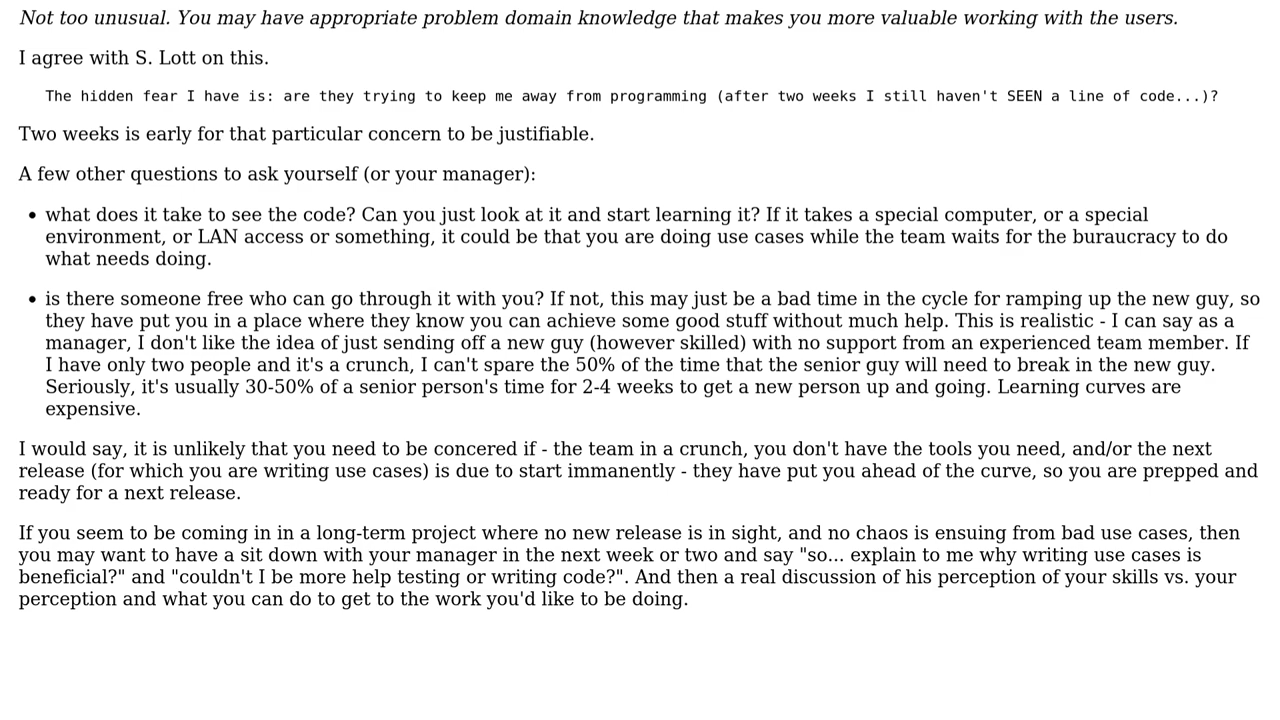 Not too unusual. You may have appropriate problem domain knowledge that makes you more valuable working with the users.
I agree with S. Lott on this.
The hidden fear I have is: are they trying to keep me away from programming (after two weeks I still haven't SEEN a line of code...)?
Two weeks is early for that particular concern to be justifiable.
A few other questions to ask yourself (or your manager):
• what does it take to see the code? Can you just look at it and start learning it? If it takes a special computer, or a special
environment, or LAN access or something, it could be that you are doing use cases while the team waits for the buraucracy to do
what needs doing.
• is there someone free who can go through it with you? If not, this may just be a bad time in the cycle for ramping up the new guy, so
they have put you in a place where they know you can achieve some good stuff without much help. This is realistic - I can say as a
manager, I don't like the idea of just sending off a new guy (however skilled) with no support from an experienced team member. If
I have only two people and it's a crunch, I can't spare the 50% of the time that the senior guy will need to break in the new guy.
Seriously, it's usually 30-50% of a senior person's time for 2-4 weeks to get a new person up and going. Learning curves are
expensive.
I would say, it is unlikely that you need to be concered if - the team in a crunch, you don't have the tools you need, and/or the next
release (for which you are writing use cases) is due to start immanently - they have put you ahead of the curve, so you are prepped and
ready for a next release.
If you seem to be coming in in a long-term project where no new release is in sight, and no chaos is ensuing from bad use cases, then
you may want to have a sit down with your manager in the next week or two and say "so... explain to me why writing use cases is
beneficial?" and "couldn't I be more help testing or writing code?". And then a real discussion of his perception of your skills vs. your
perception and what you can do to get to the work you'd like to be doing.